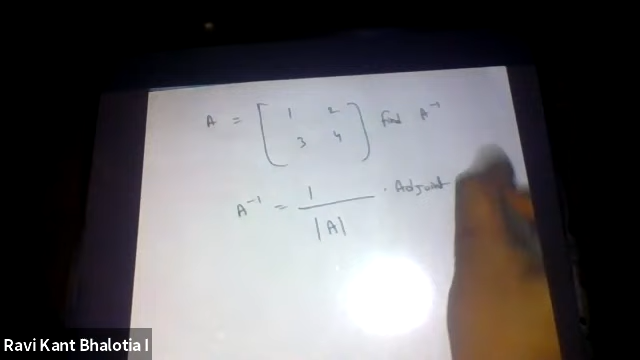 A = [ 1 2 3 4 ] find A⁻¹
A⁻¹ = 1 / |A| . Adjoint
Ravi Kant Bhalotia I